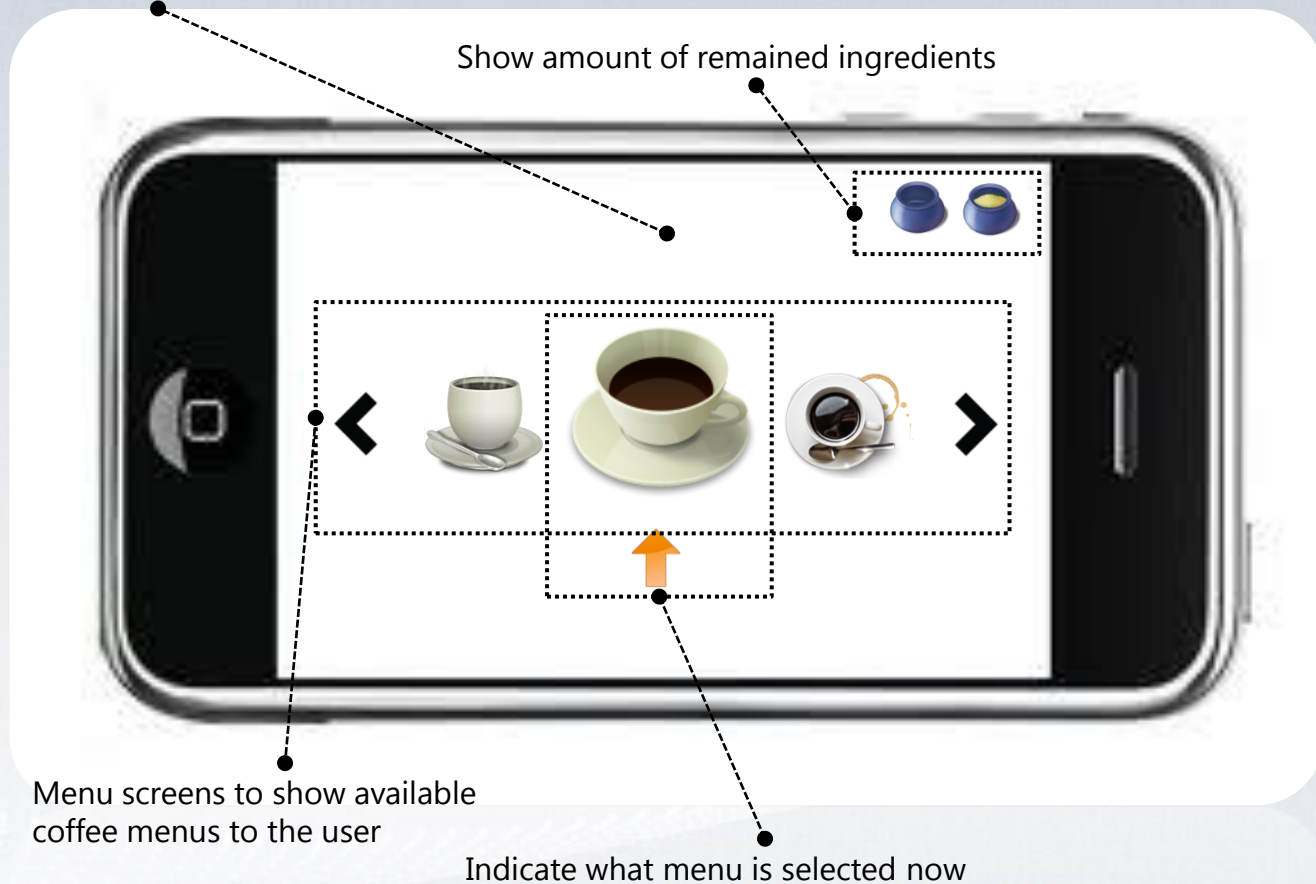 Show amount of remained ingredients
Menu screens to show available
coffee menus to the user
Indicate what menu is selected now